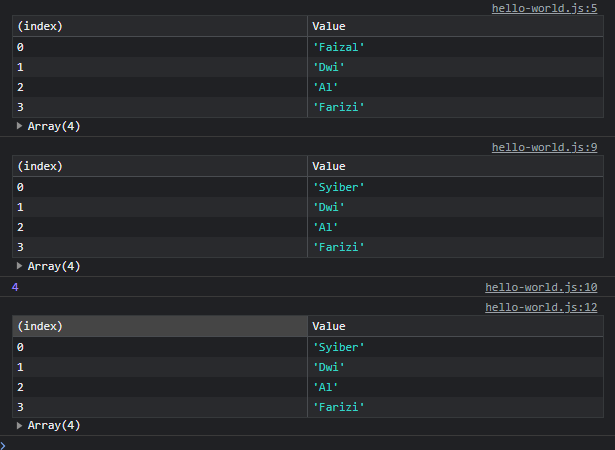 hello-world.js:5
(index) Value
0 'Faizal'
1 'Dwi'
2 'Al'
3 'Farizi'
▶ Array(4)
hello-world.js:9
(index) Value
0 'Syiber'
1 'Dwi'
2 'Al'
3 'Farizi'
▶ Array(4)
4 hello-world.js:10
hello-world.js:12
(index) Value
0 'Syiber'
1 'Dwi'
2 'Al'
3 'Farizi'
▶ Array(4)
>